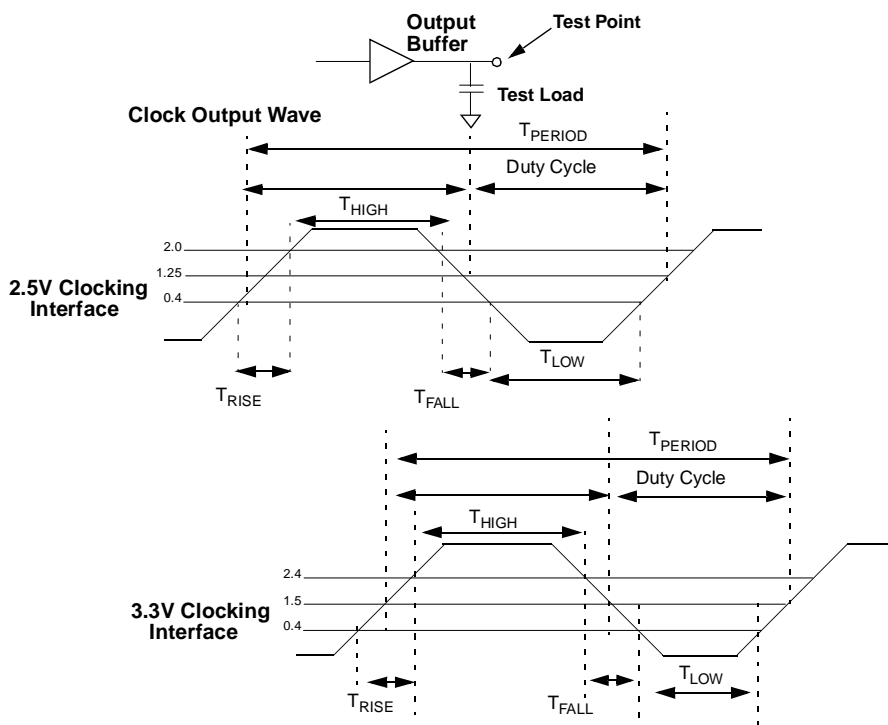 Output
Buffer
Test Point
Test Load
Clock Output Wave
TPERIOD
Duty Cycle
THIGH
2.0
1.25
0.4
2.5V Clocking
Interface
TLOW
TRISE
TFALL
TPERIOD
Duty Cycle
THIGH
2.4
1.5
0.4
3.3V Clocking
Interface
TLOW
TRISE
TFALL